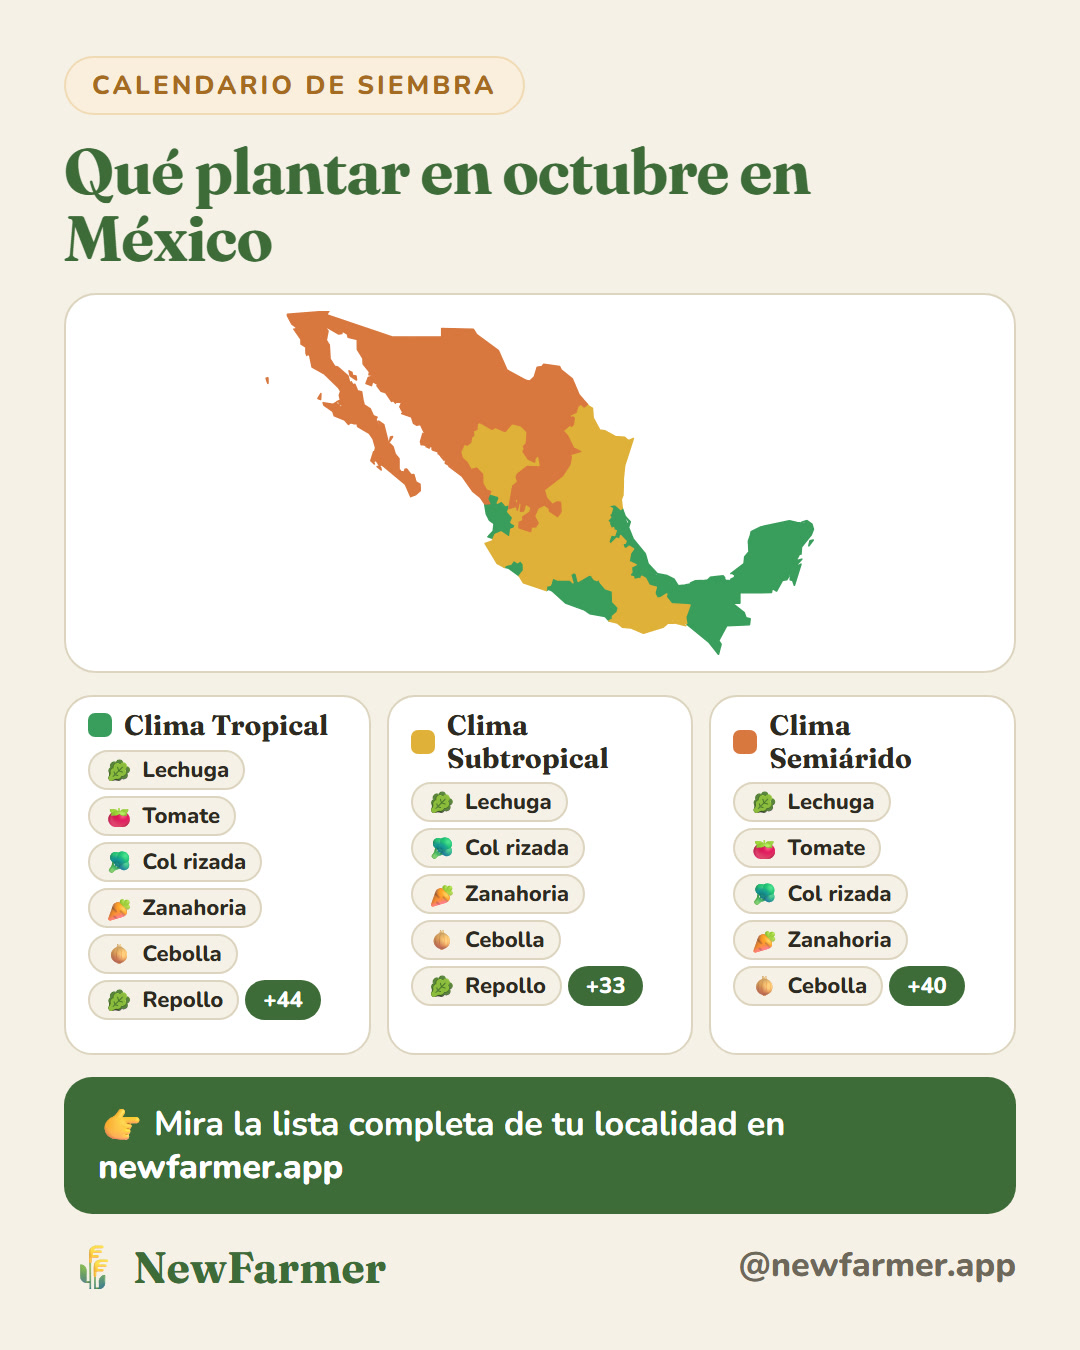 CALENDARIO DE SIEMBRA
Qué plantar en octubre en
México
Clima Tropical
Lechuga
Tomate
Col rizada
Zanahoria
Cebolla
Repollo +44
Clima
Subtropical
Lechuga
Col rizada
Zanahoria
Cebolla
Repollo +33
Clima
Semiárido
Lechuga
Tomate
Col rizada
Zanahoria
Cebolla +40
👉 Mira la lista completa de tu localidad en
newfarmer.app
NewFarmer
@newfarmer.app